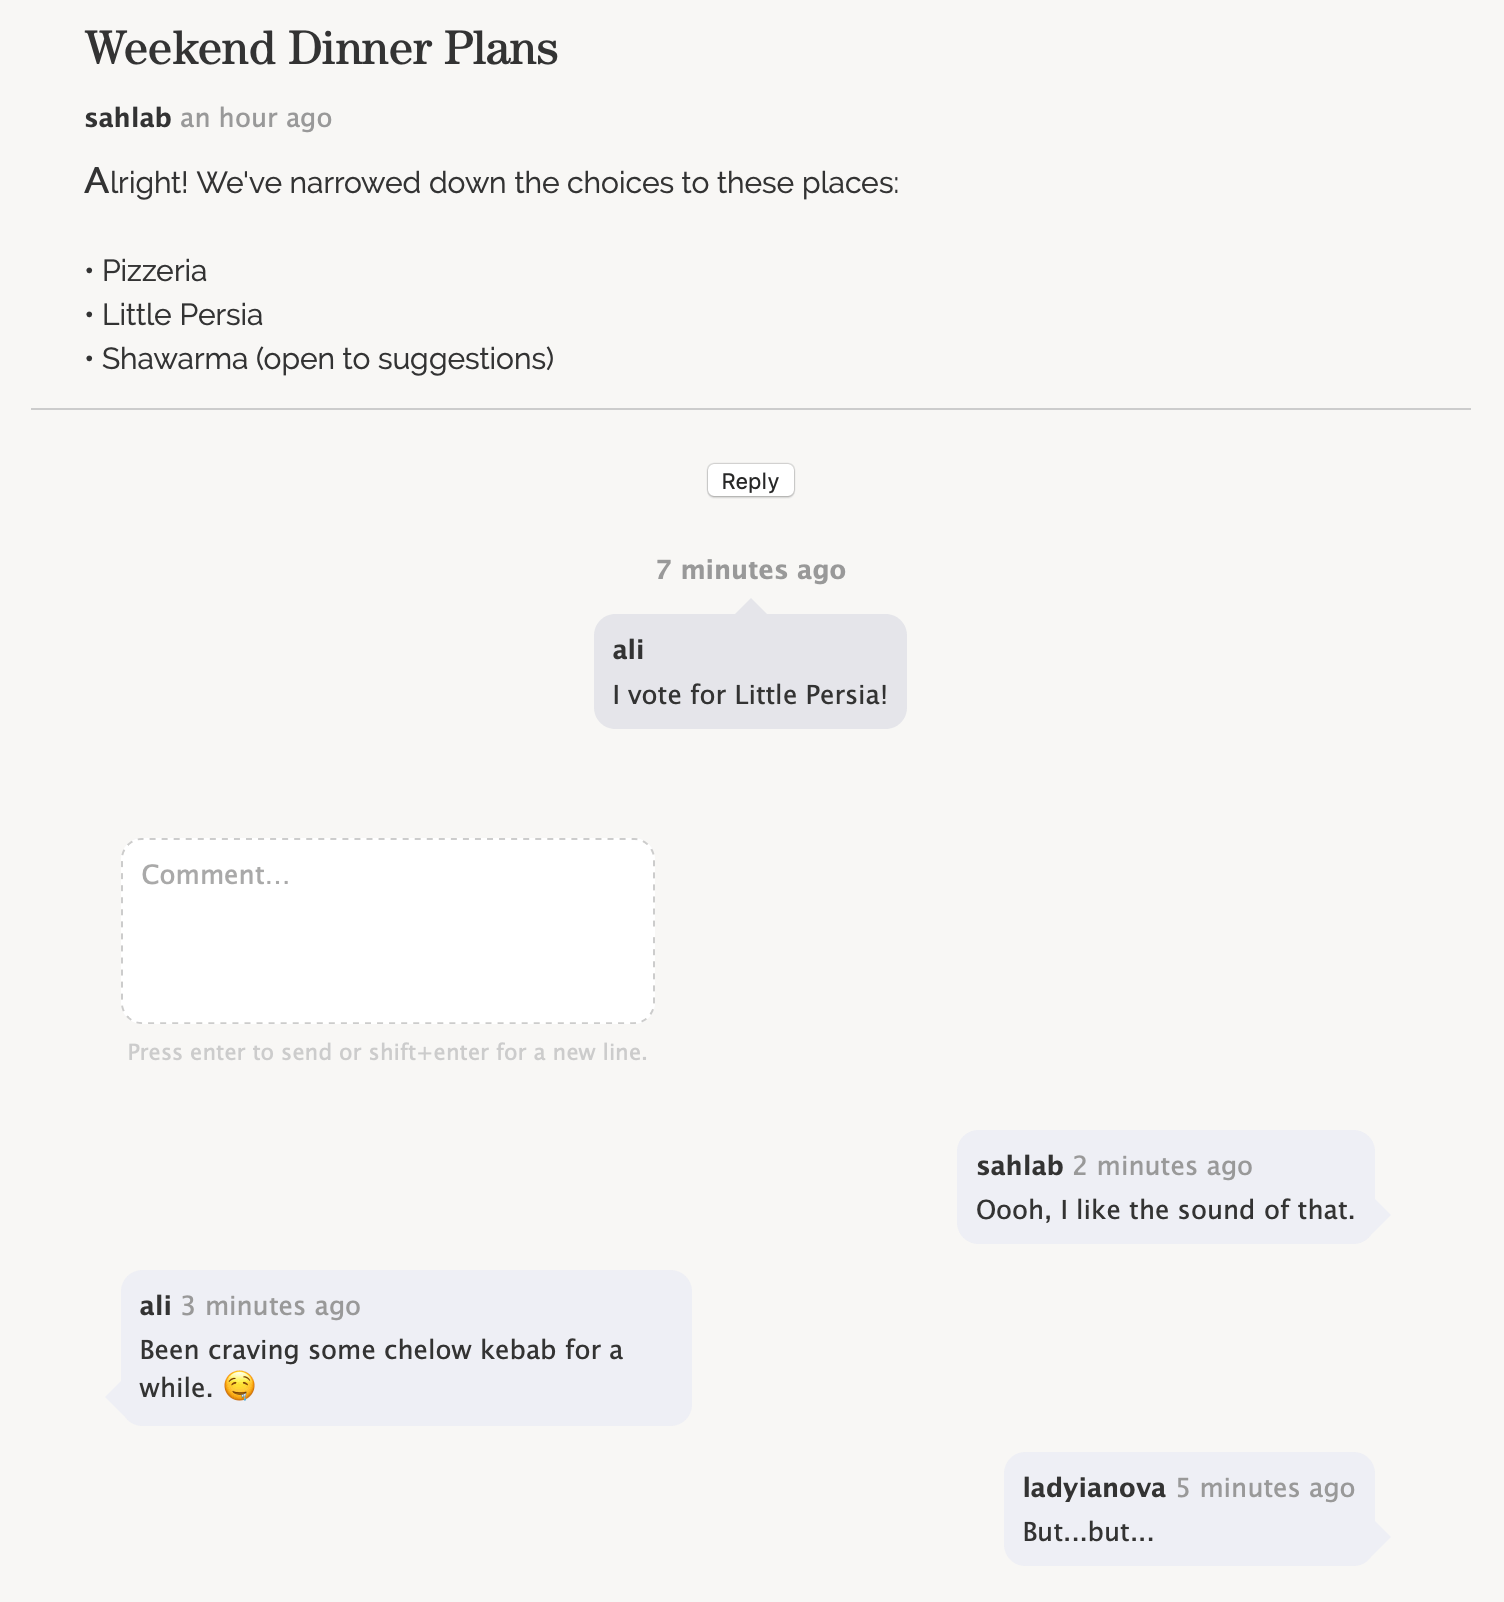 Weekend Dinner Plans
sahlab an hour ago
Alright! We've narrowed down the choices to these places:
• Pizzeria
• Little Persia
• Shawarma (open to suggestions)
Reply
7 minutes ago
ali
I vote for Little Persia!
Comment...
Press enter to send or shift+enter for a new line.
sahlab 2 minutes ago
Oooh, I like the sound of that.
ali 3 minutes ago
Been craving some chelow kebab for a
while. 🤤
ladyianova 5 minutes ago
But...but...